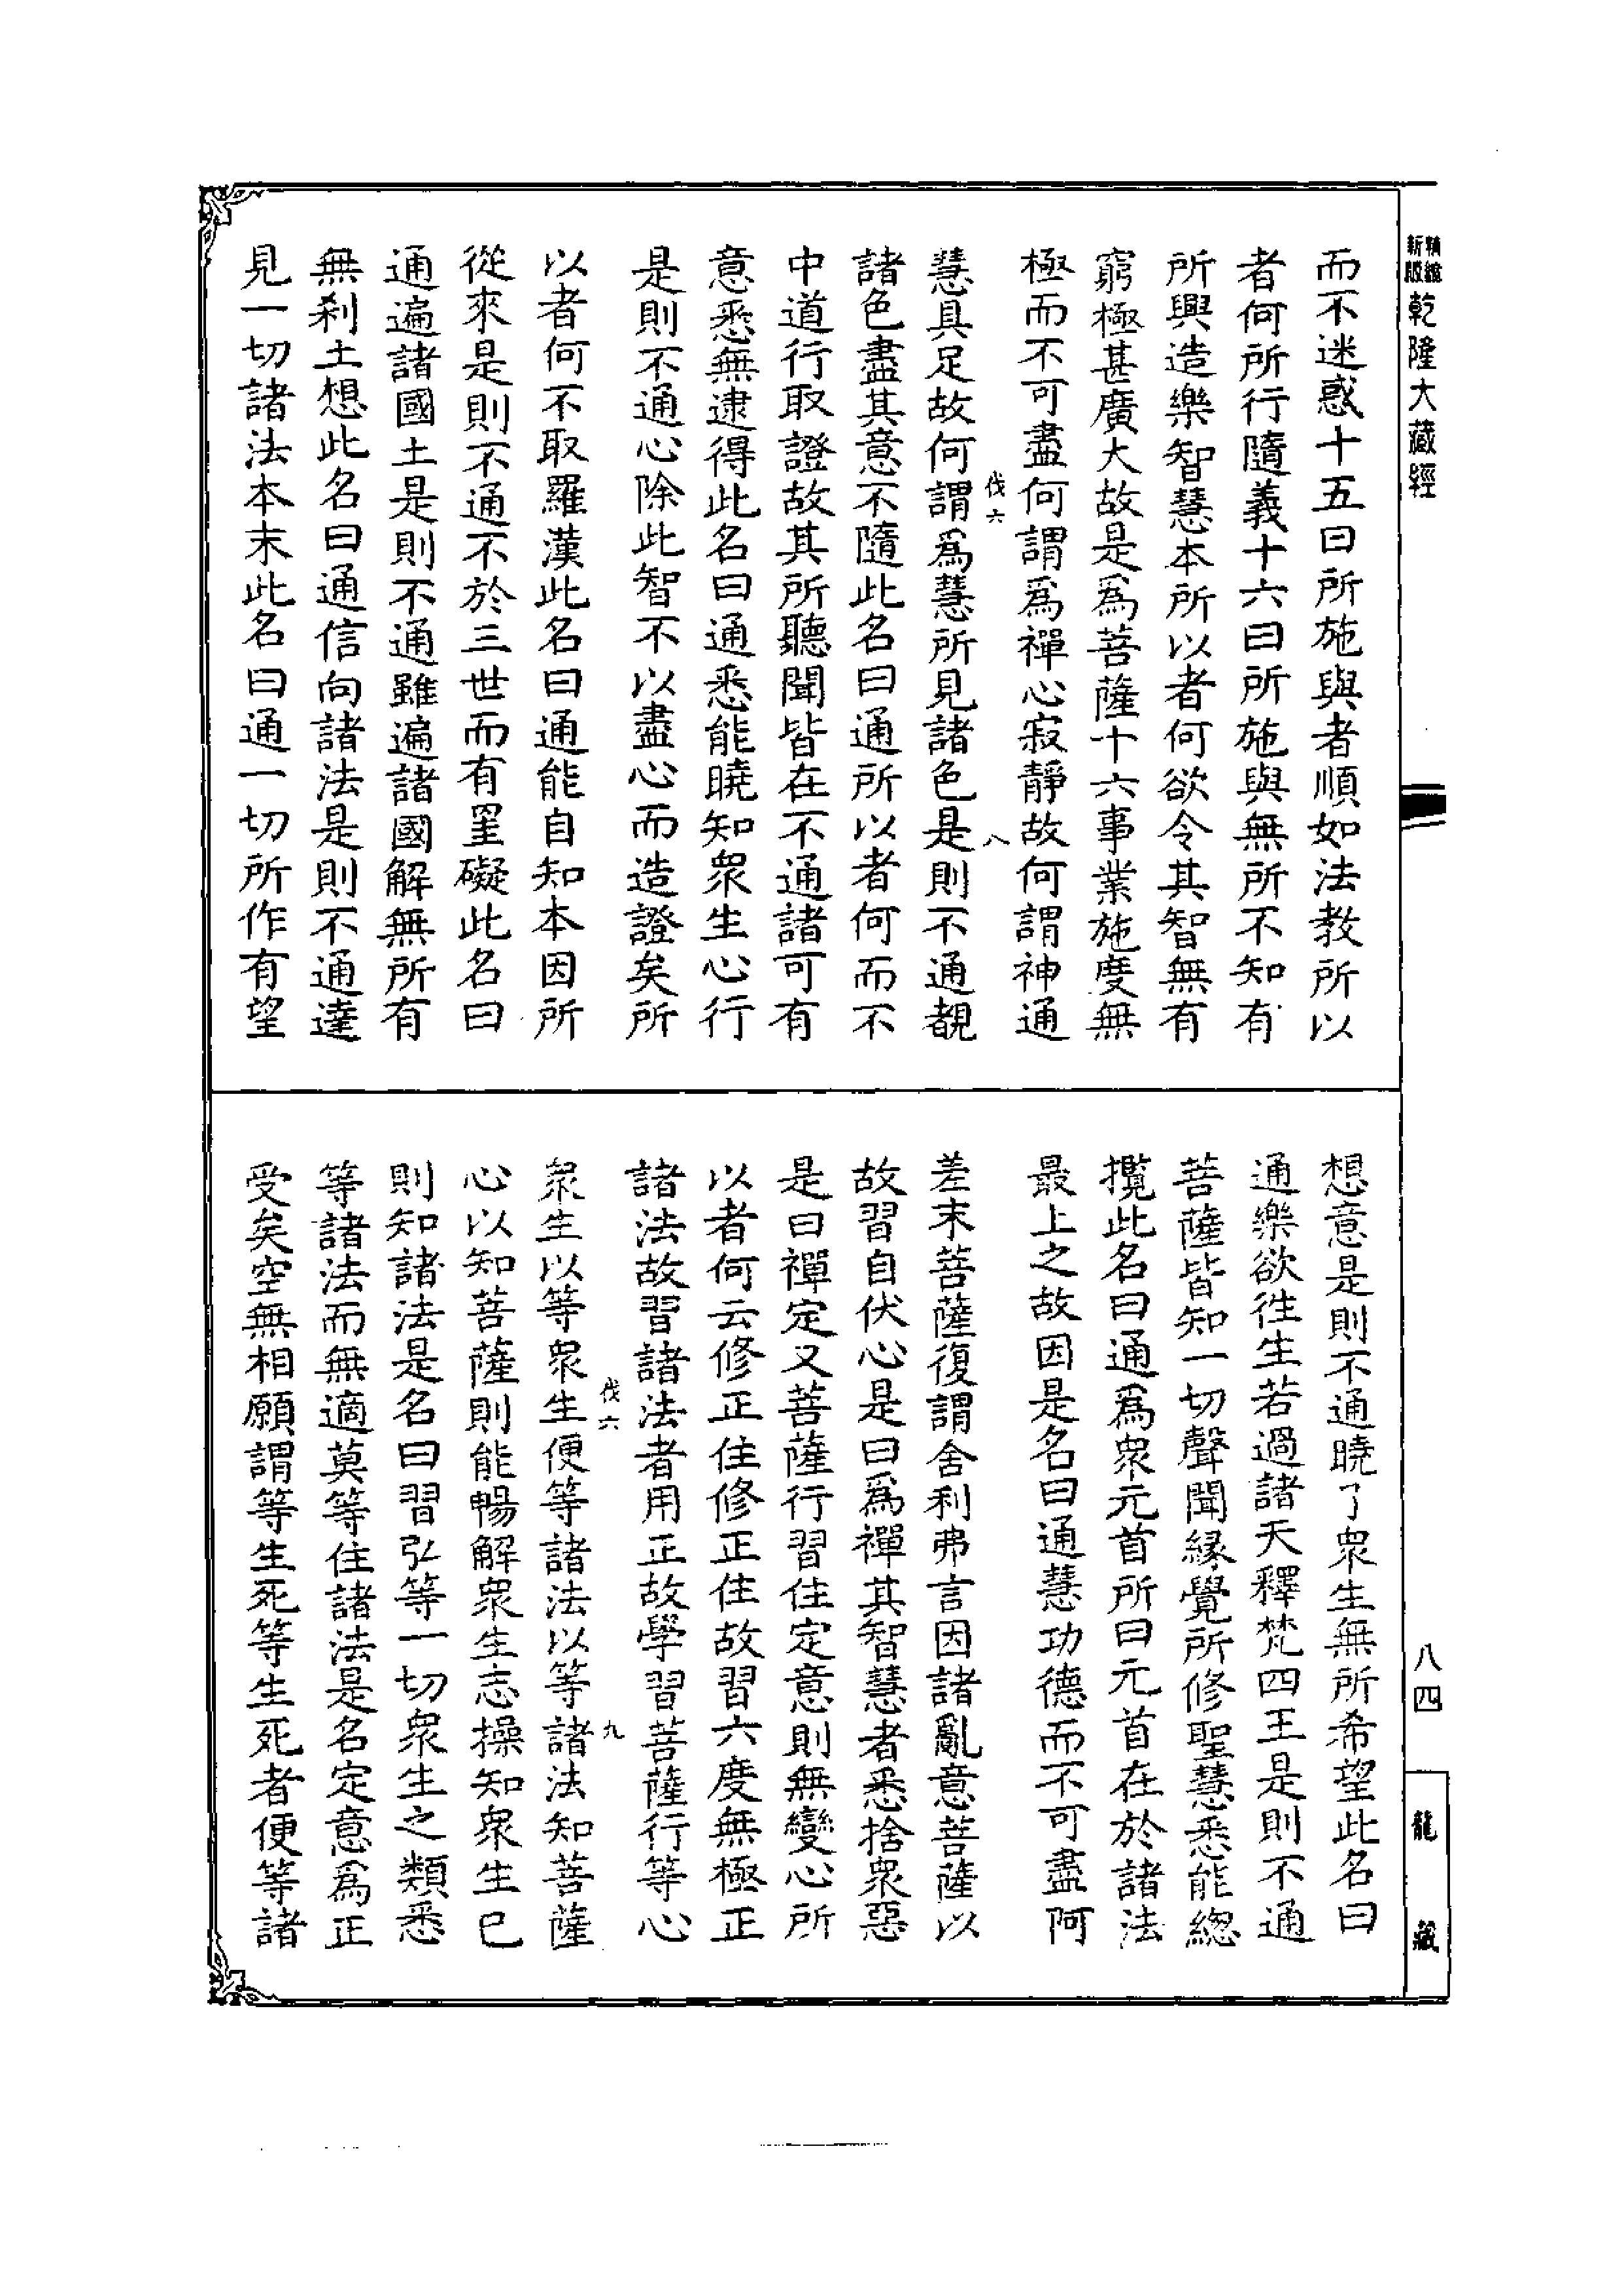 精繪
新版
乾隆大藏經
而不迷惑十五曰所施與者順如法教所以
者何所行隨義十六曰所施與無所不知有
所興造樂智慧本所以者何欲令其智無有
窮極甚廣大故是爲菩薩十六事業施度無
極而不可盡何謂爲禪心寂靜故何謂神通
伐六
八
慧具足故何謂爲慧所見諸色是則不通覩
諸色盡其意不隨此名曰通所以者何而不
中道行取證故其所聽聞皆在不通諸可有
意悉無逮得此名曰通悉能曉知衆生心行
是則不通心除此智不以盡心而造證矣所
以者何不取羅漢此名曰通能自知本因所
從來是則不通不於三世而有罣礙此名曰
通遍諸國土是則不通雖遍諸國解無所有
無刹土想此名曰通信向諸法是則不通達
見一切諸法本末此名曰通一切所作有望
想意是則不通曉了衆生無所希望此名曰
通樂欲往生若過諸天釋梵四王是則不通
菩薩皆知一切聲聞緣覺所修聖慧悉能總
攬此名曰通爲衆元首所曰元首在於諸法
最上之故因是名曰通慧功德而不可盡阿
差末菩薩復謂舍利弗言因諸亂意菩薩以
故習自伏心是曰爲禪其智慧者悉捨衆惡
是曰禪定又菩薩行習住定意則無變心所
以者何云修正住修正住故習六度無極正
諸法故習諸法者用正故學習菩薩行等心
伐六
九
衆生以等衆生便等諸法以等諸法知菩薩
心以知菩薩則能暢解衆生志操知衆生已
則知諸法是名曰習弘等一切衆生之類悉
等諸法而無適莫等住諸法是名定意爲正
受矣空無相願謂等生死等生死者便等諸
八四
龍藏